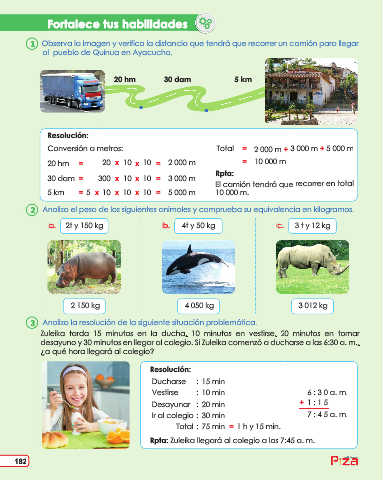 Fortalece tus habilidades
1 Observa la imagen y verifica la distancia que tendrá que recorrer un camión para llegar
al pueblo de Quinua en Ayacucho.
20 hm 30 dam 5 km
Resolución:
Conversión a metros:
20 hm = 20 x 10 x 10 = 2 000 m
30 dam = 300 x 10 x 10 = 3 000 m
5 km = 5 x 10 x 10 x 10 = 5 000 m
Total = 2 000 m + 3 000 m + 5 000 m
= 10 000 m
Rpta:
El camión tendrá que recorrer en total
10 000 m.
2 Analiza el peso de los siguientes animales y comprueba su equivalencia en kilogramos.
a. 2t y 150 kg b. 4t y 50 kg c. 3 t y 12 kg
2 150 kg 4 050 kg 3 012 kg
3 Analiza la resolución de la siguiente situación problemática.
Zuleika tarda 15 minutos en la ducha, 10 minutos en vestirse, 20 minutos en tomar
desayuno y 30 minutos en llegar al colegio. Si Zuleika comenzó a ducharse a las 6:30 a. m.,
¿a qué hora llegará al colegio?
Resolución:
Ducharse : 15 min
Vestirse : 10 min 6 : 3 0 a. m.
Desayunar : 20 min + 1 : 1 5
Ir al colegio : 30 min 7 : 4 5 a. m.
Total : 75 min = 1 h y 15 min.
Rpta: Zuleika llegará al colegio a las 7:45 a. m.
182